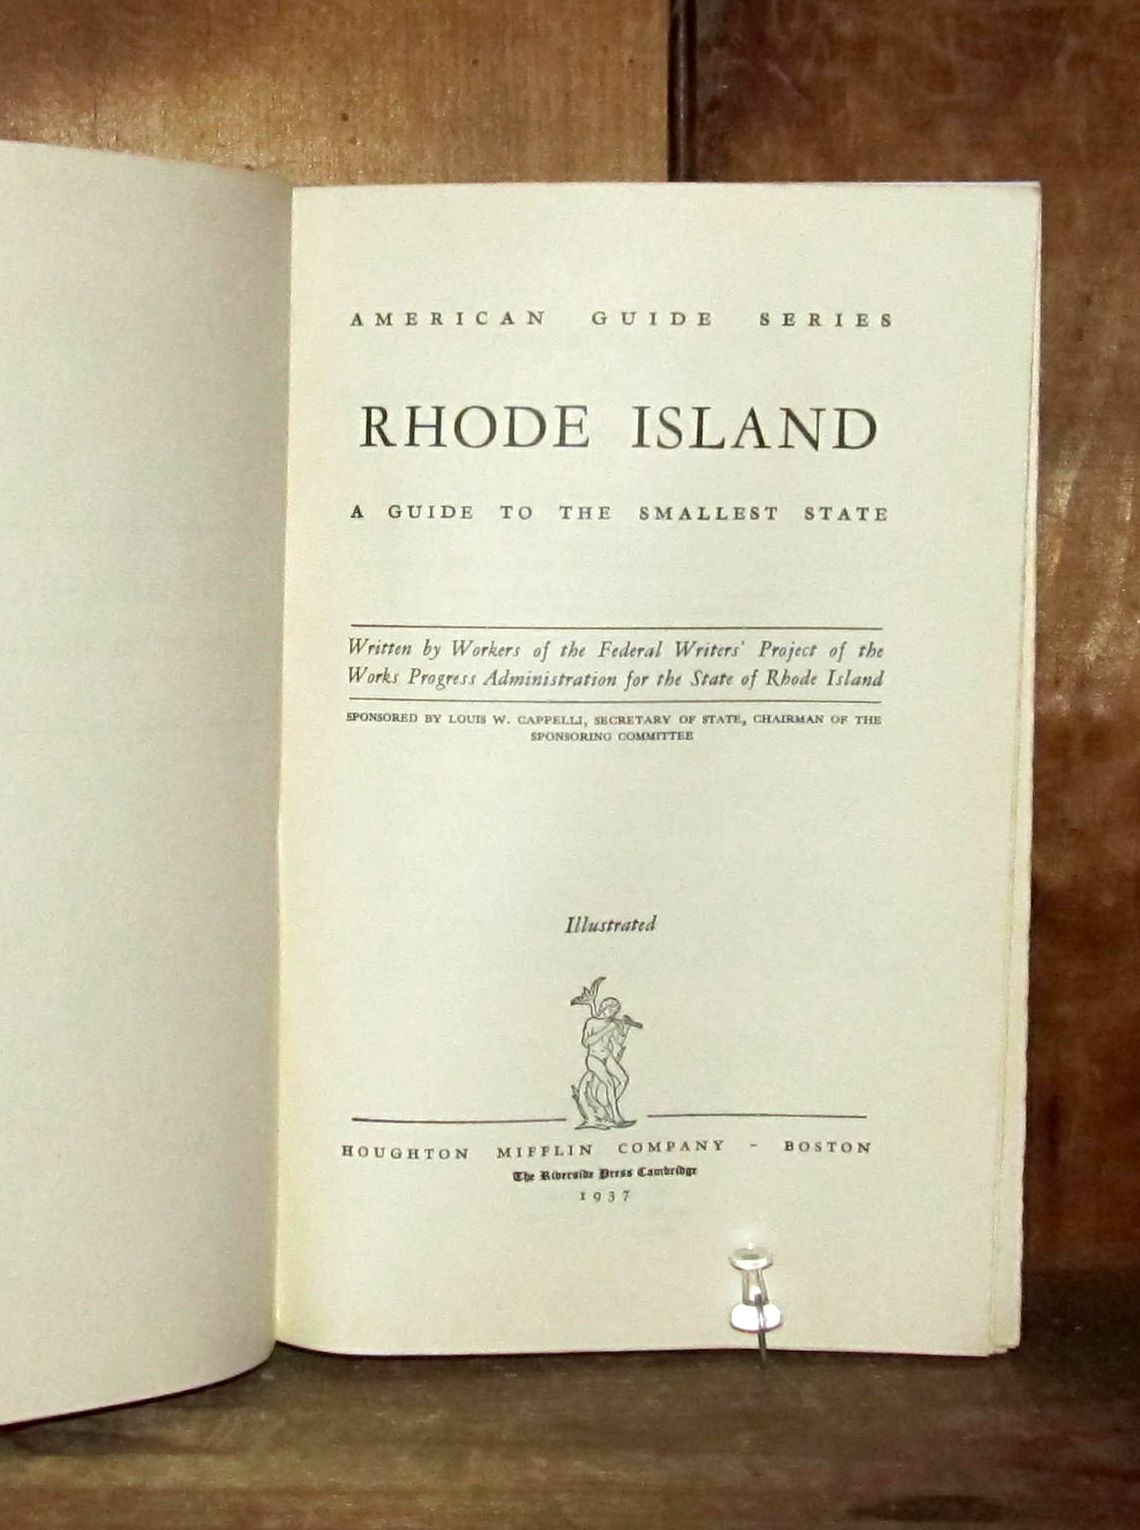 AMERICAN GUIDE SERIES
RHODE ISLAND
A GUIDE TO THE SMALLEST STATE
Written by Workers of the Federal Writers' Project of the
Works Progress Administration for the State of Rhode Island
SPONSORED BY LOUIS W. CAPPELLI, SECRETARY OF STATE, CHAIRMAN OF THE
SPONSORING COMMITTEE
Illustrated
HOUGHTON MIFFLIN COMPANY - BOSTON
The Riverside Press Cambridge
1937